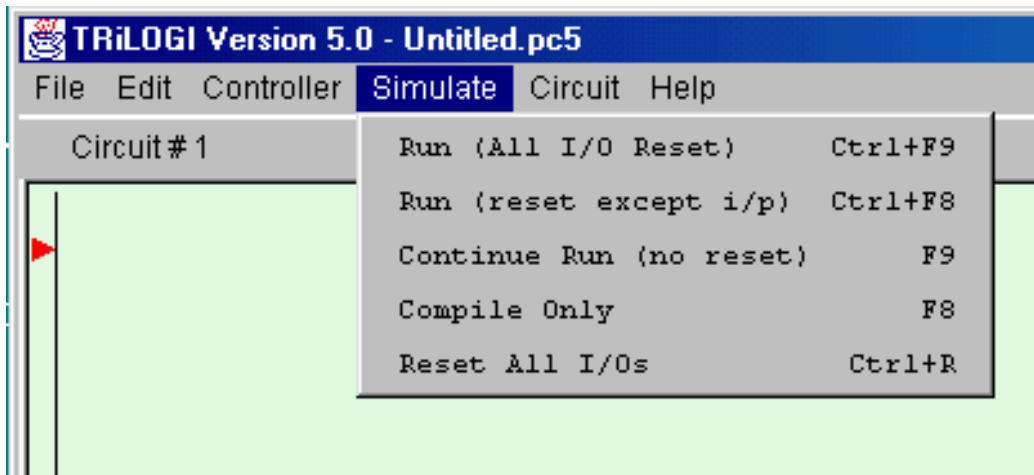 TRiLOGI Version 5.0 - Untitled.pc5
File Edit Controller Simulate Circuit Help
Circuit # 1
Run (All I/O Reset) Ctrl+F9
Run (reset except i/p) Ctrl+F8
Continue Run (no reset) F9
Compile Only F8
Reset All I/Os Ctrl+R